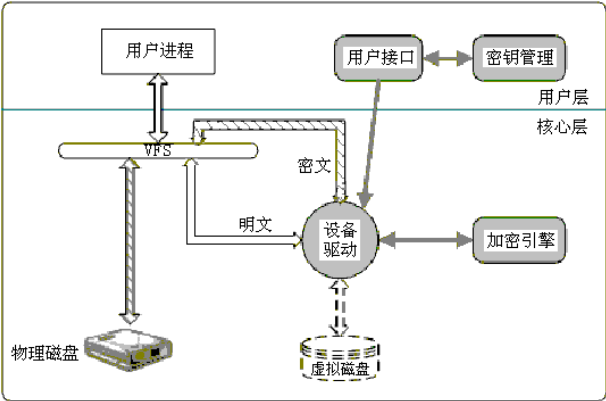 用户进程
用户接口
密钥管理
用户层
核心层
VFS
密文
明文
设备
驱动
加密引擎
物理磁盘
虚拟磁盘